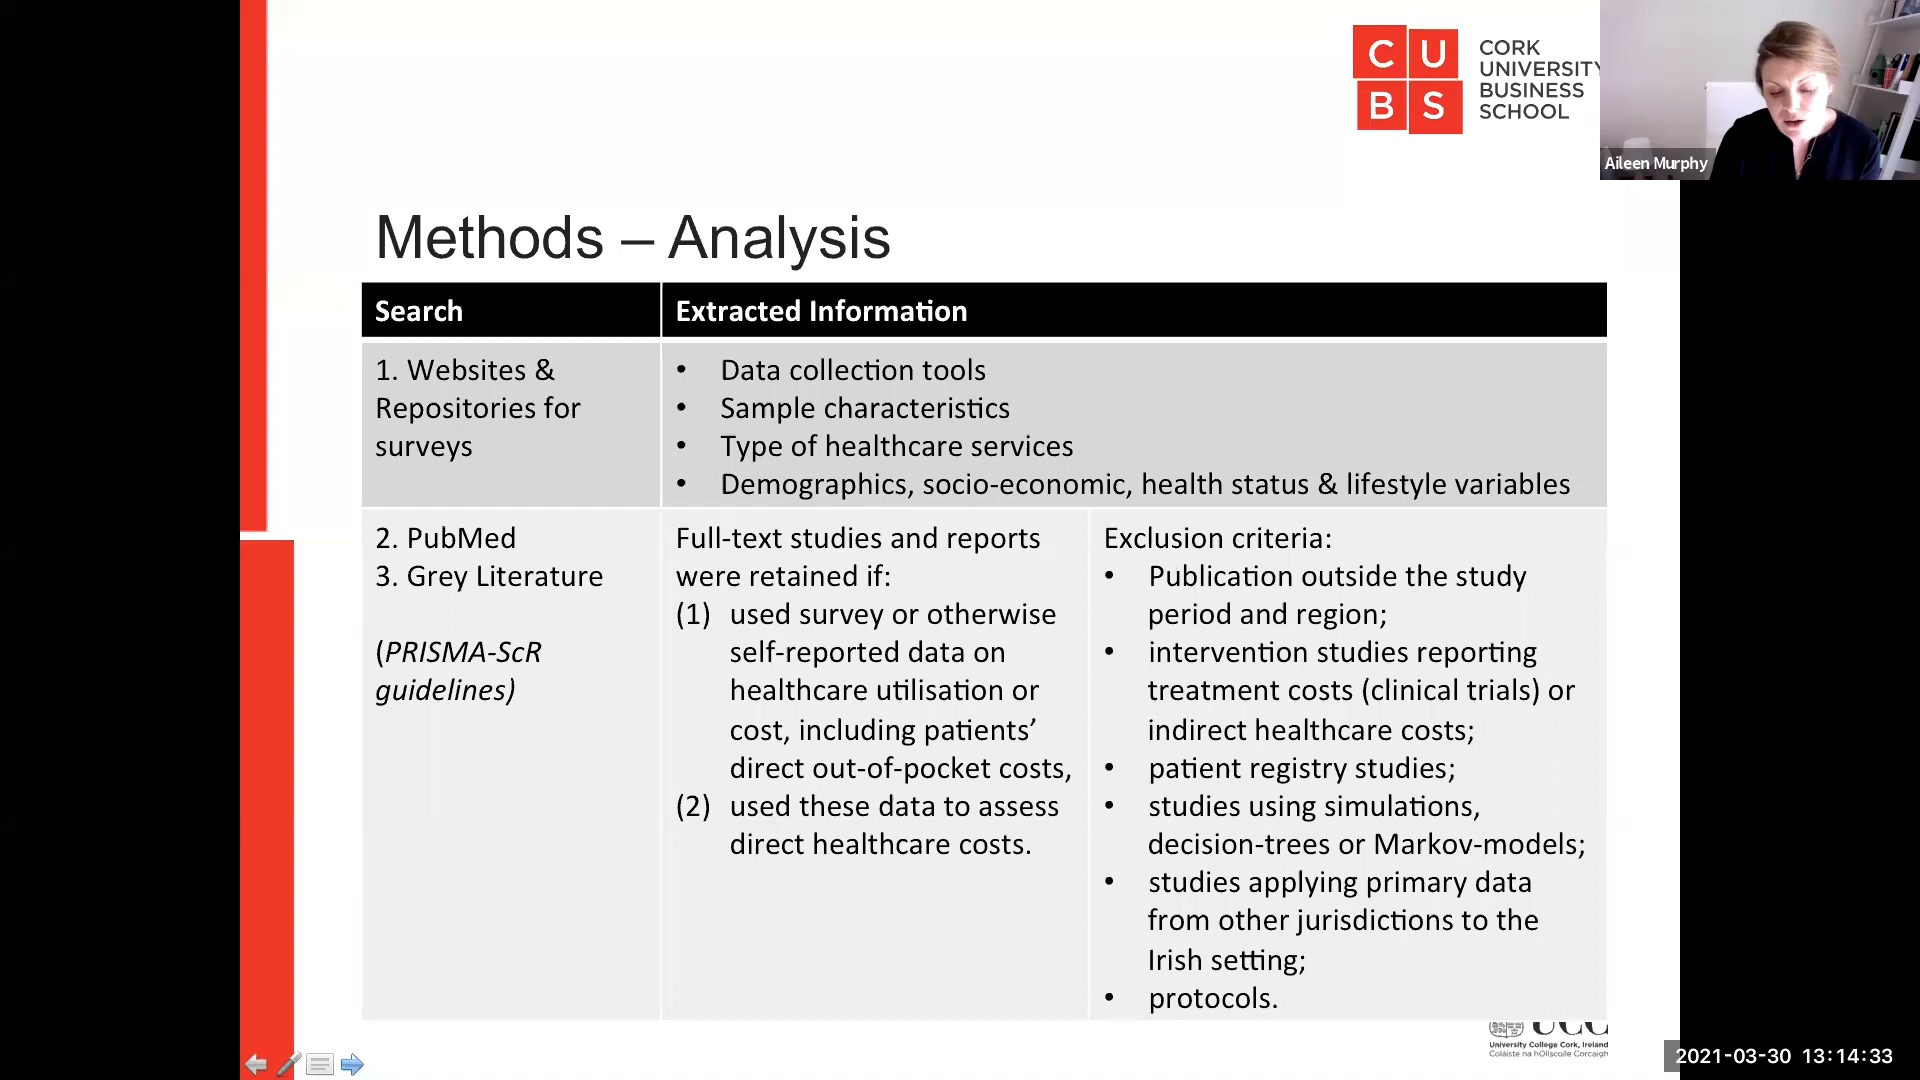 C U
B S
CORK
UNIVERSITY
BUSINESS
SCHOOL
Aileen Murphy
Methods – Analysis
Search
Extracted Information
1. Websites &
Repositories for
surveys
• Data collection tools
• Sample characteristics
• Type of healthcare services
• Demographics, socio-economic, health status & lifestyle variables
2. PubMed
3. Grey Literature
(PRISMA-ScR
guidelines)
Full-text studies and reports
were retained if:
(1) used survey or otherwise
self-reported data on
healthcare utilisation or
cost, including patients’
direct out-of-pocket costs,
(2) used these data to assess
direct healthcare costs.
Exclusion criteria:
• Publication outside the study
period and region;
• intervention studies reporting
treatment costs (clinical trials) or
indirect healthcare costs;
• patient registry studies;
• studies using simulations,
decision-trees or Markov-models;
• studies applying primary data
from other jurisdictions to the
Irish setting;
• protocols.
UCC
University College Cork, Ireland
Coláiste na hOllscoile Corcaigh
2021-03-30 13:14:33